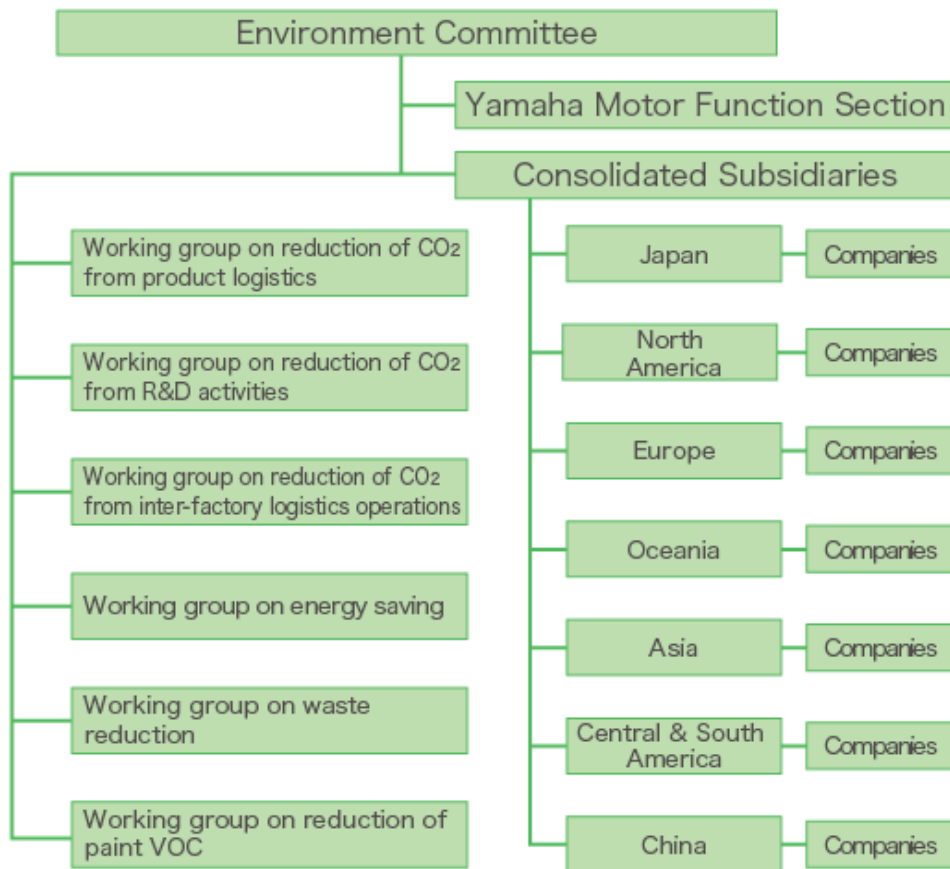 Environment Committee
Yamaha Motor Function Section
Consolidated Subsidiaries
Working group on reduction of CO₂
from product logistics
Working group on reduction of CO₂
from R&D activities
Working group on reduction of CO₂
from inter-factory logistics operations
Working group on energy saving
Working group on waste
reduction
Working group on reduction of
paint VOC
Japan
Companies
North
America
Companies
Europe
Companies
Oceania
Companies
Asia
Companies
Central & South
America
Companies
China
Companies